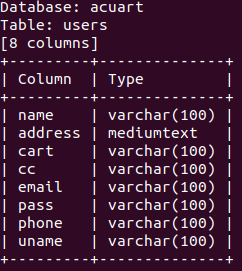 Database: acuart
Table: users
[8 columns]
+---------+--------------+
| Column  | Type         |
+---------+--------------+
| name    | varchar(100) |
| address | mediumtext   |
| cart    | varchar(100) |
| cc      | varchar(100) |
| email   | varchar(100) |
| pass    | varchar(100) |
| phone   | varchar(100) |
| uname   | varchar(100) |
+---------+--------------+